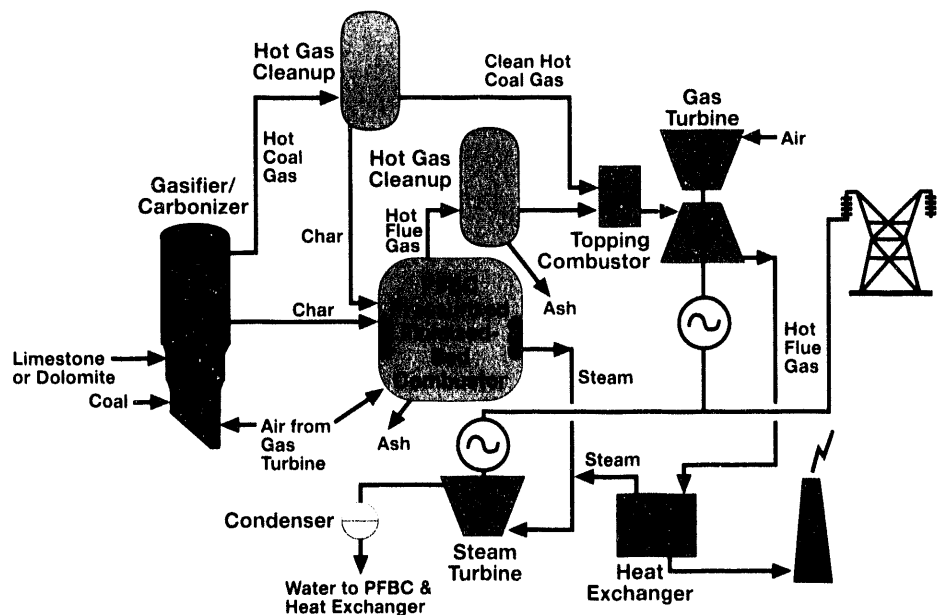 Hot Gas
Cleanup
Clean Hot
Coal Gas
Gas
Turbine
Air
Hot
Coal
Gas
Hot Gas
Cleanup
Gasifier/
Carbonizer
Hot
Flue
Gas
Topping
Combustor
Char
Ash
Char
Hot
Flue
Gas
Limestone
or Dolomite
Coal
Bed
Combustor
Steam
Air from
Gas
Turbine
Ash
Steam
Condenser
Steam
Turbine
Heat
Exchanger
Water to PFBC &
Heat Exchanger